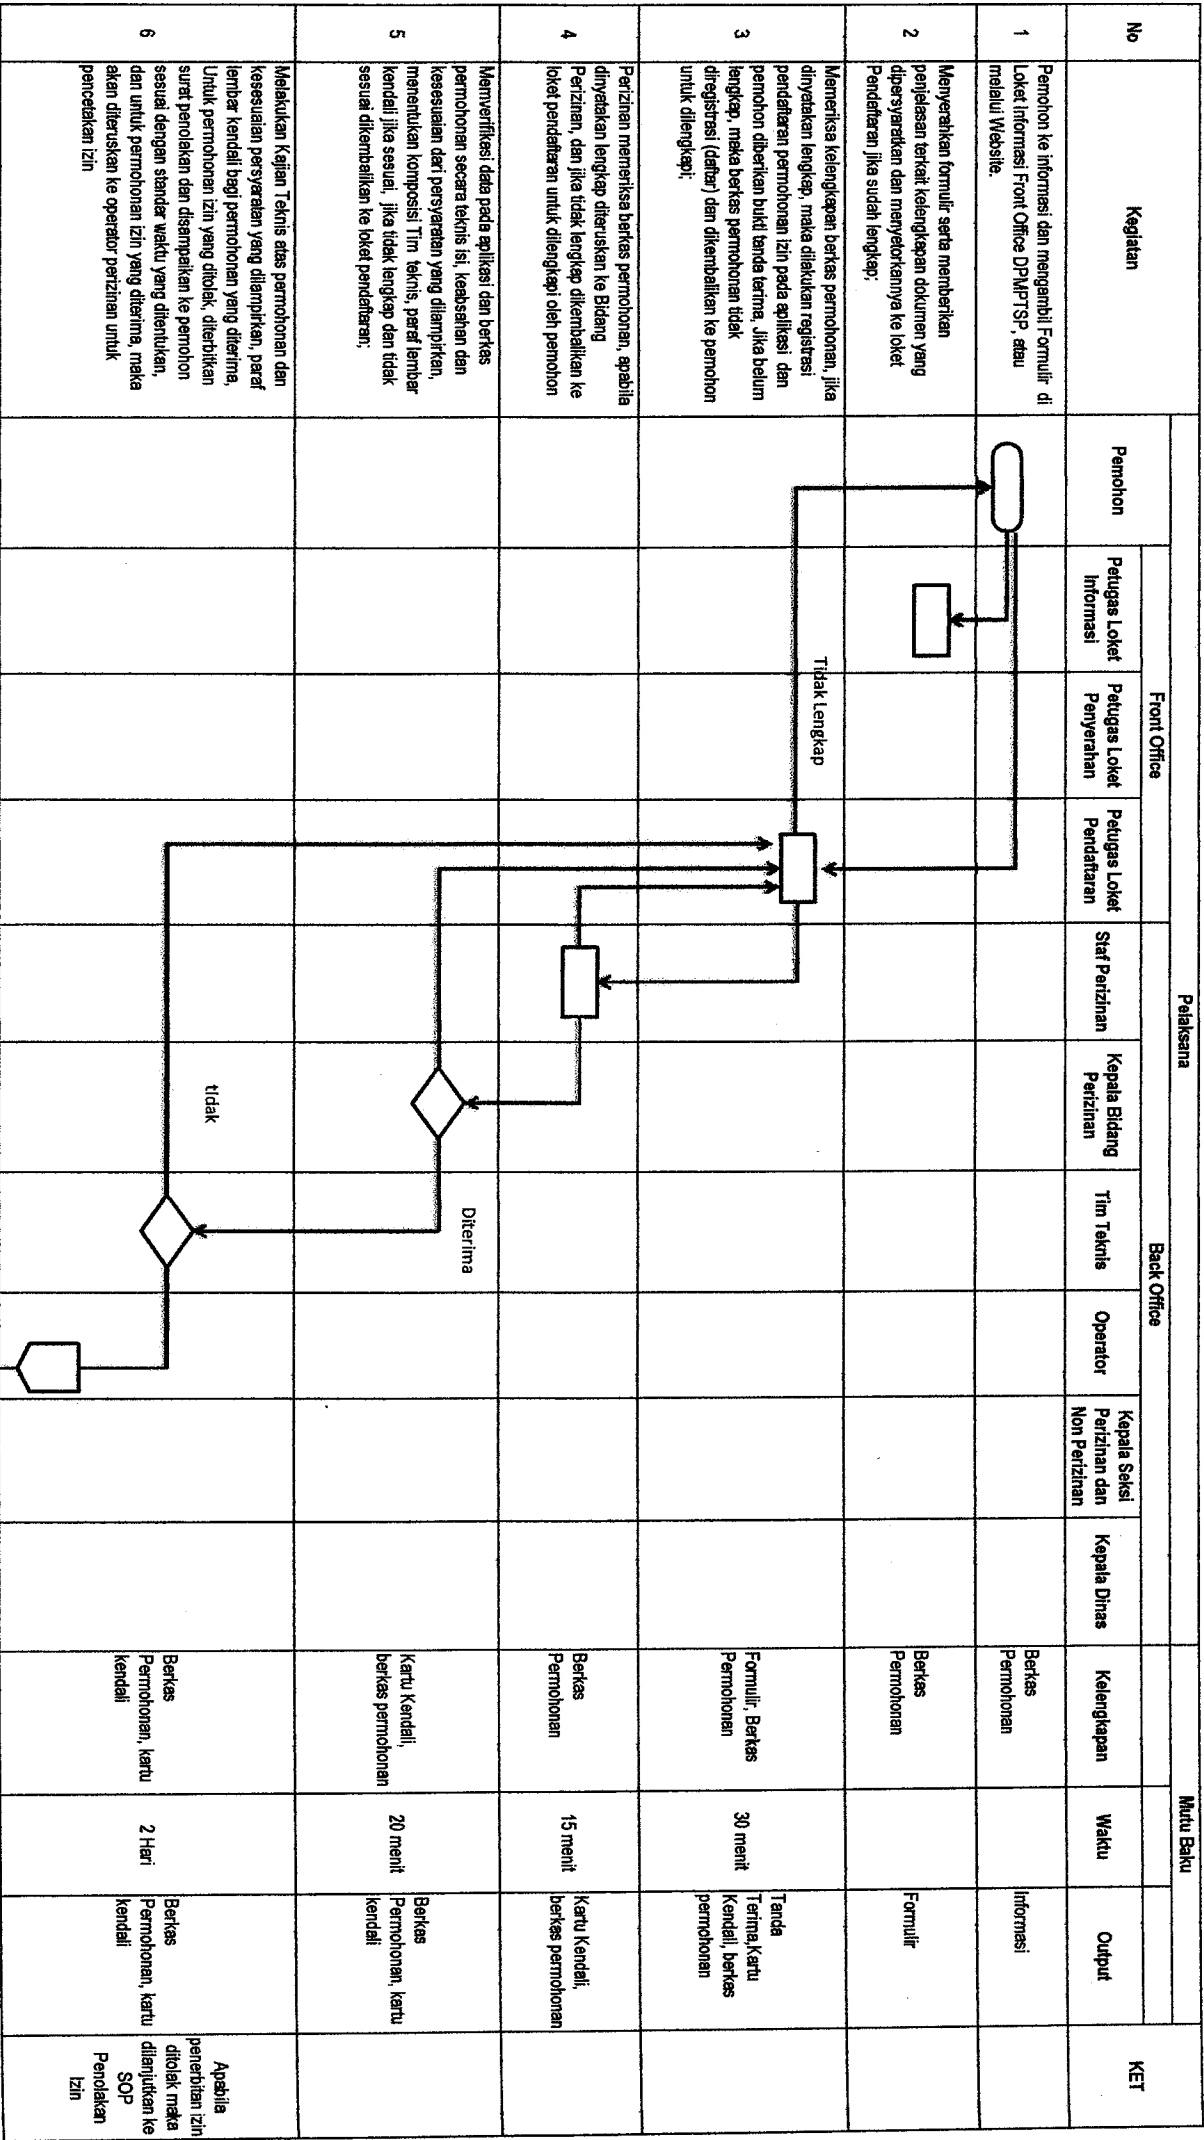 No
Kegiatan
Pelaksana
Mutu Baku
KET
Pemohon
Front Office
Back Office
Petugas Loket
Informasi
Petugas Loket
Penyerahan
Petugas Loket
Pendaftaran
Staf Perizinan
Kepala Bidang
Perizinan
Tim Teknis
Operator
Kepala Seksi
Perizinan dan
Non Perizinan
Kepala Dinas
Kelengkapan
Waktu
Output
1
Pemohon ke informasi dan mengambil Formulir di
Loket Informasi Front Office DPMPTSP, atau
melalui Website.
Berkas
Permohonan
Informasi
2
Menyerahkan formulir serta memberikan
penjelasan terkait kelengkapan dokumen yang
dipersyaratkan dan menyetorkannya ke loket
Pendaftaran jika sudah lengkap;
Berkas
Permohonan
Formulir
3
Memeriksa kelengkapan berkas permohonan, jika
dinyatakan lengkap, maka dilakukan registrasi
pendaftaran permohonan izin pada aplikasi dan
pemohon diberikan bukti tanda terima, Jika belum
lengkap, maka berkas permohonan tidak
diregistrasi (daftar) dan dikembalikan ke pemohon
untuk dilengkapi;
Tidak Lengkap
Formulir, Berkas
Permohonan
30 menit
Tanda
Terima,Kartu
Kendali, berkas
permohonan
4
Perizinan memeriksa berkas permohonan, apabila
dinyatakan lengkap diteruskan ke Bidang
Perizinan, dan jika tidak lengkap dikembalikan ke
loket pendaftaran untuk dilengkapi oleh pemohon
Berkas
Permohonan
15 menit
Kartu Kendali,
berkas permohonan
5
Memverifikasi data pada aplikasi dan berkas
permohonan secara teknis isi, keabsahan dan
kesesuaian dari persyaratan yang dilampirkan,
menentukan komposisi Tim teknis, paraf lembar
kendali jika sesuai, jika tidak lengkap dan tidak
sesuai dikembalikan ke loket pendaftaran;
Diterima
Kartu Kendali,
berkas permohonan
20 menit
Berkas
Permohonan, kartu
kendali
6
Melakukan Kajian Teknis atas permohonan dan
kesesuaian persyaratan yang dilampirkan, paraf
lembar kendali bagi permohonan yang diterima,
Untuk permohonan izin yang ditolak, diterbitkan
surat penolakan dan disampaikan ke pemohon
sesuai dengan standar waktu yang ditentukan,
dan untuk permohonan izin yang diterima, maka
akan diteruskan ke operator perizinan untuk
pencetakan izin
tidak
Berkas
Permohonan, kartu
kendali
2 Hari
Berkas
Permohonan, kartu
kendali
Apabila
penerbitan izin
ditolak maka
dilanjutkan ke
SOP
Penolakan
Izin